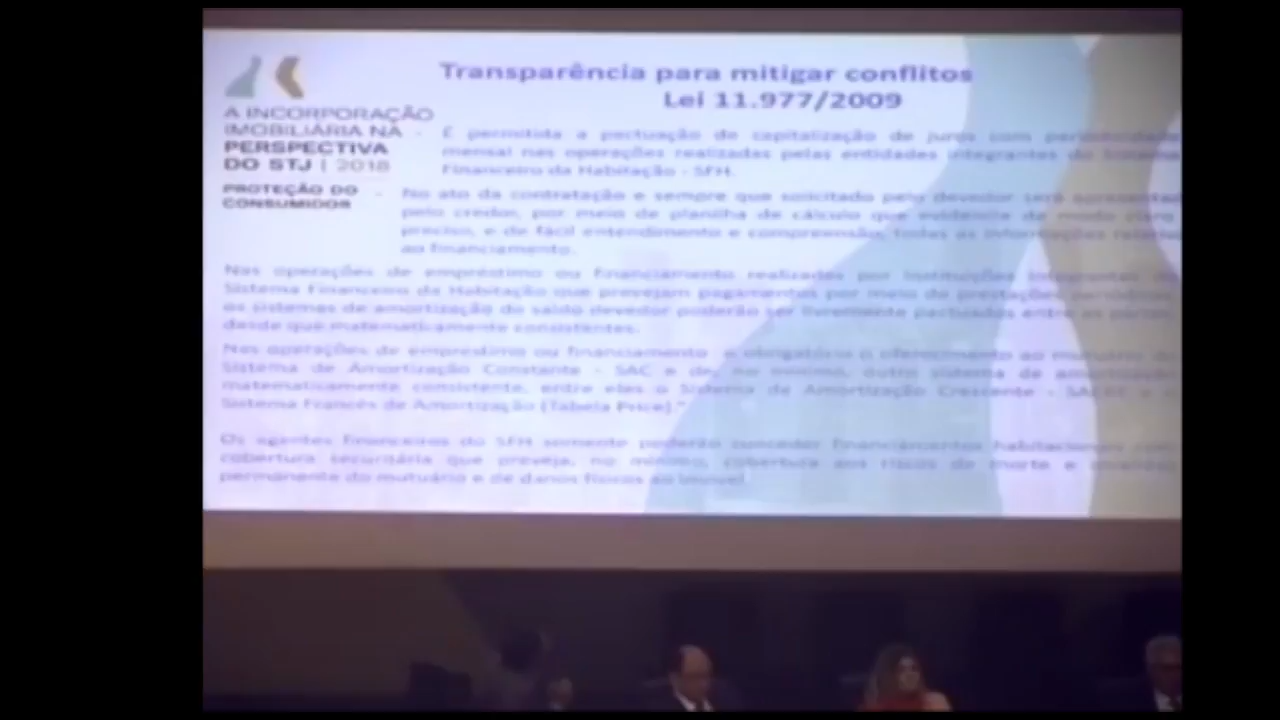 Transparência para mitigar conflitos
Lei 11.977/2009
A INCORPORAÇÃO
IMOBILIÁRIA NA
PERSPECTIVA
DO STJ | 2018
PROTEÇÃO DO
CONSUMIDOR
- É permitida a pactuação de capitalização de juros com periodicidade
mensal nas operações realizadas pelas entidades integrantes do Sistema
Financeiro da Habitação - SFH.
- No ato da contratação e sempre que solicitado pelo devedor será apresentado
pelo credor, por meio de planilha de cálculo que evidencie de modo claro e
preciso, e de fácil entendimento e compreensão, todas as informações
ao financiamento.
Nas operações de empréstimo ou financiamento realizadas por instituições integrantes do
Sistema Financeiro da Habitação que prevejam pagamentos por meio de prestações periódicas,
os sistemas de amortização do saldo devedor poderão ser livremente pactuados entre as partes,
desde que matematicamente consistentes.
Nas operações de empréstimo ou financiamento é obrigatório o oferecimento ao mutuário do
Sistema de Amortização Constante - SAC e de, no mínimo, outro sistema de amortização
matematicamente consistente, entre eles o Sistema de Amortização Crescente - SACRE e o
Sistema Francês de Amortização (Tabela Price)."
Os agentes financeiros do SFH somente poderão conceder financiamentos habitacionais com
cobertura securitária que preveja, no mínimo, cobertura aos riscos de morte e invalidez
permanente do mutuário e de danos físicos ao imóvel.